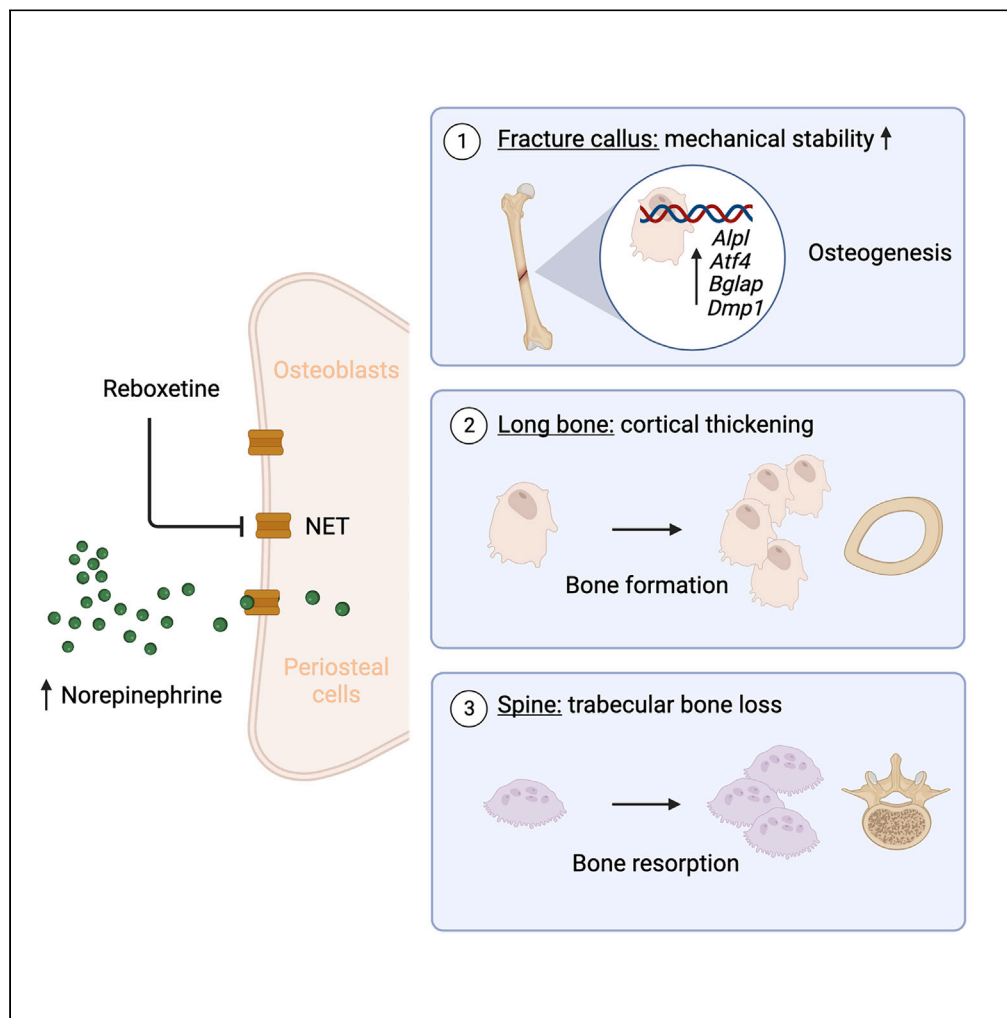 Reboxetine
NET
↑ Norepinephrine
Osteoblasts
Periosteal
cells
1 Fracture callus: mechanical stability ↑
Alpl
Atf4
Bglap
Dmp1
Osteogenesis
2 Long bone: cortical thickening
Bone formation
3 Spine: trabecular bone loss
Bone resorption